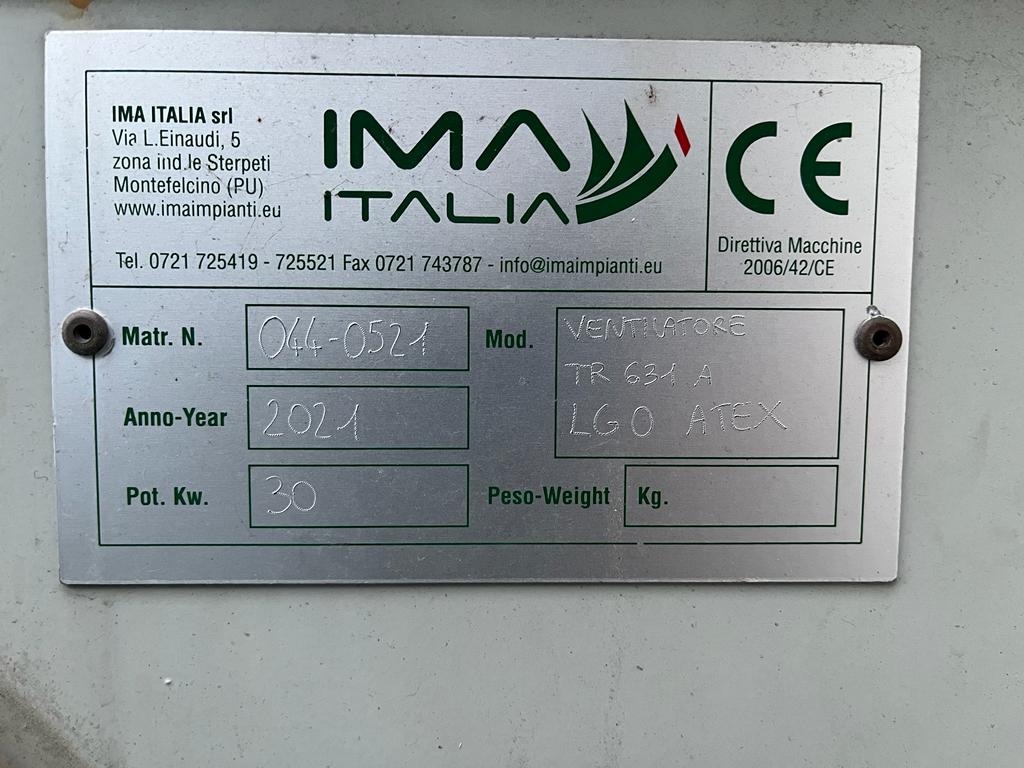 IMA ITALIA srl
Via L.Einaudi, 5
zona ind.le Sterpeti
Montefelcino (PU)
www.imaimpianti.eu
IMA
ITALIA
Tel. 0721 725419 - 725521 Fax 0721 743787 - info@imaimpianti.eu
CE
Direttiva Macchine
2006/42/CE
Matr. N. 044-0521
Mod. VENTILATORE
TR 631 A
LG0 ATEX
Anno-Year 2021
Pot. Kw. 30
Peso-Weight Kg.